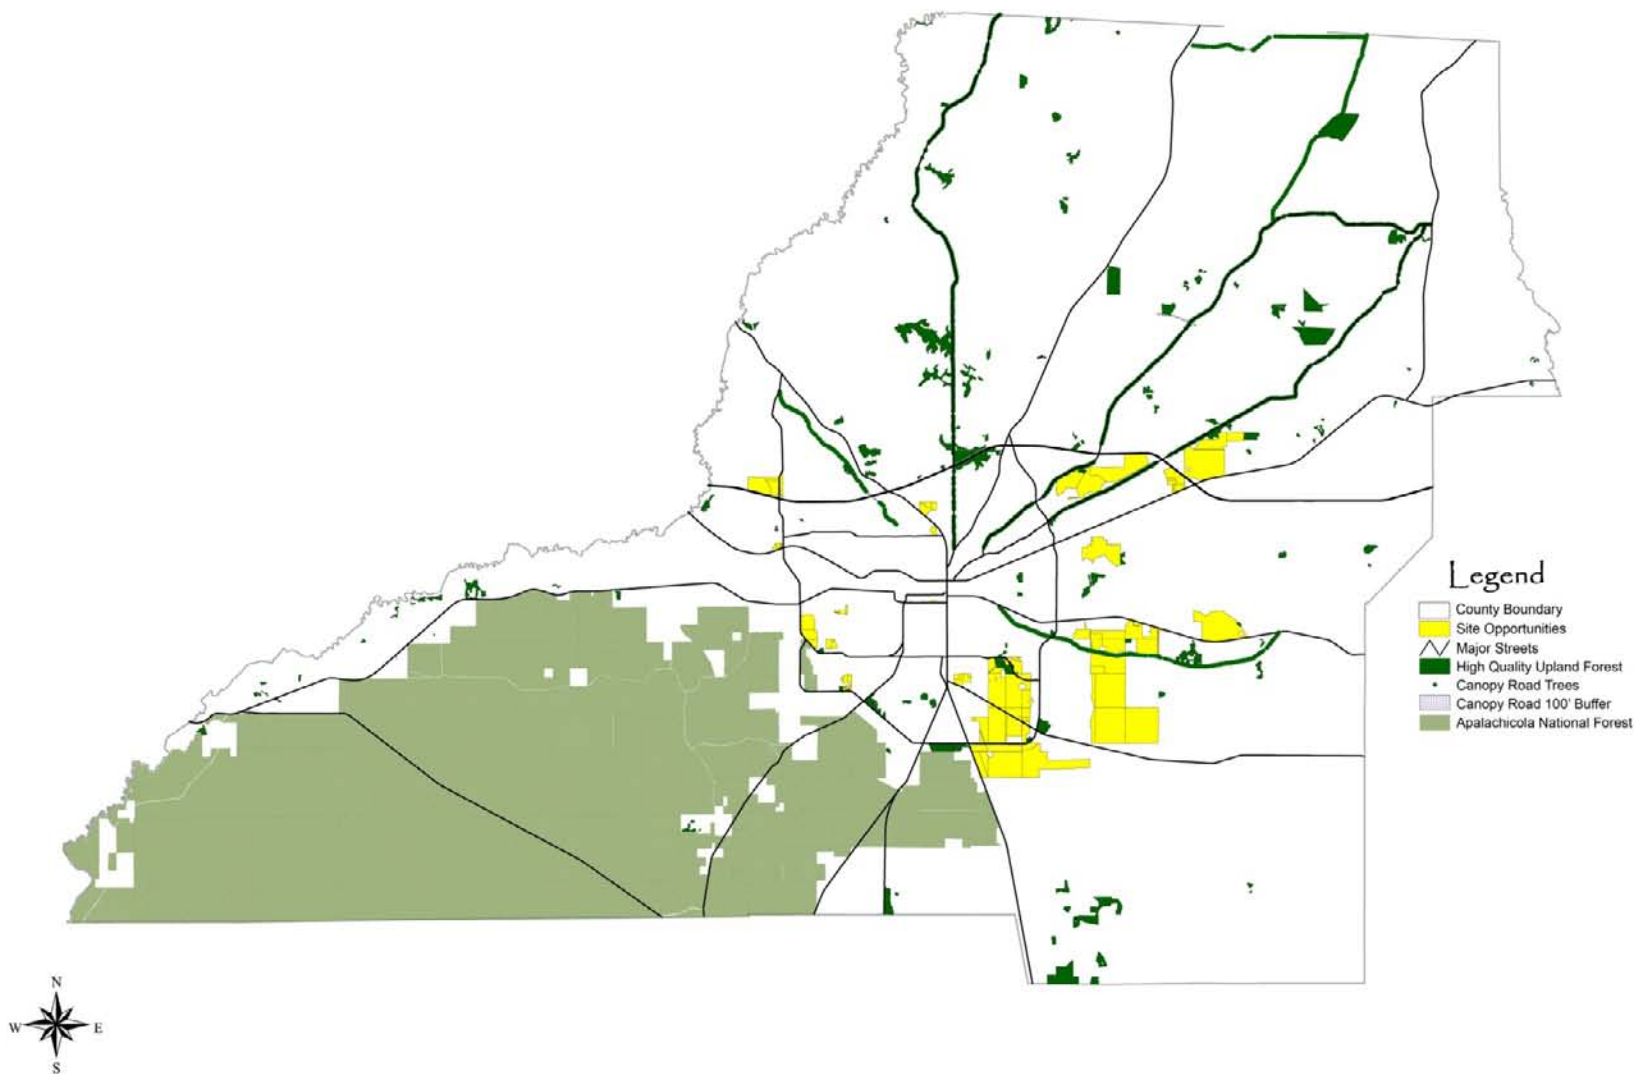 Legend
County Boundary
Site Opportunities
Major Streets
High Quality Upland Forest
Canopy Road Trees
Canopy Road 100' Buffer
Apalachicola National Forest
N
W E
S